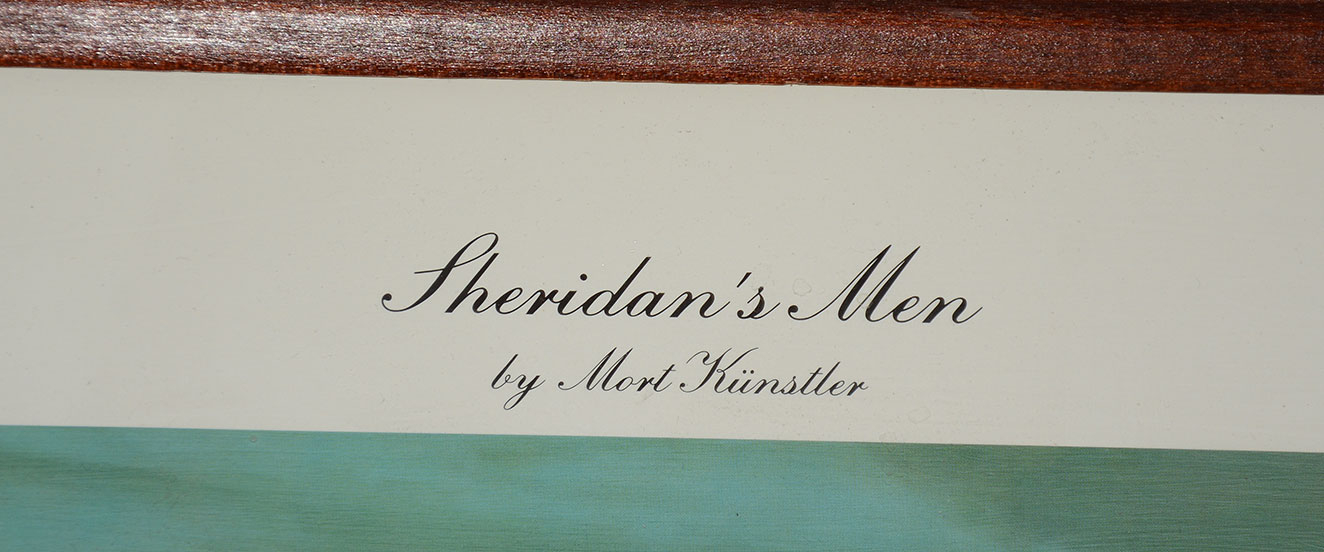 Sheridan's Men
by Mort Künstler